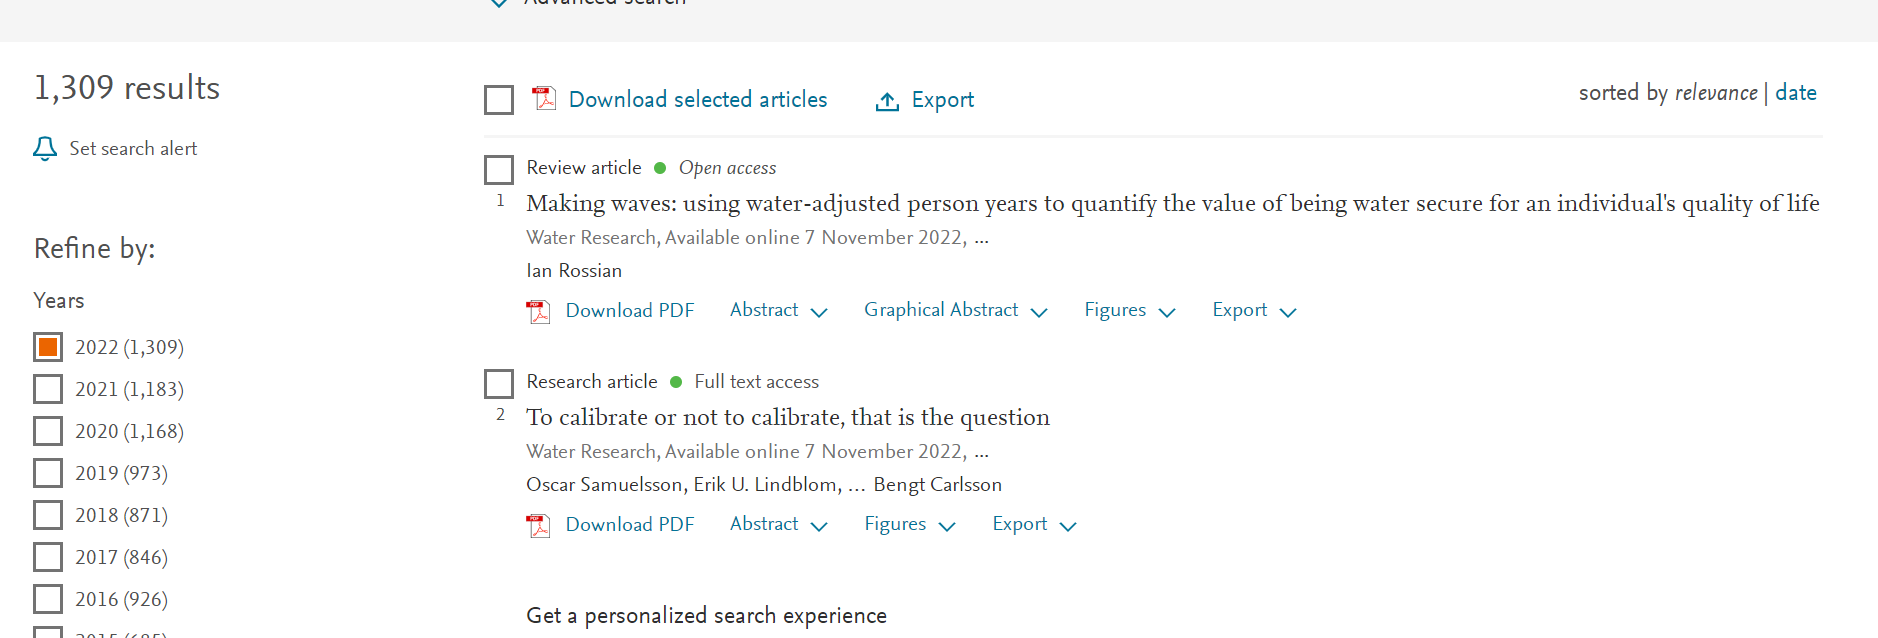 Advanced search
1,309 results
Set search alert
Refine by:
Years
2022 (1,309)
2021 (1,183)
2020 (1,168)
2019 (973)
2018 (871)
2017 (846)
2016 (926)
2015 (685)
Download selected articles
Export
sorted by relevance | date
Review article Open access
1 Making waves: using water-adjusted person years to quantify the value of being water secure for an individual's quality of life
Water Research, Available online 7 November 2022, ...
Ian Rossian
PDF Download PDF Abstract Graphical Abstract Figures Export
Research article Full text access
2 To calibrate or not to calibrate, that is the question
Water Research, Available online 7 November 2022, ...
Oscar Samuelsson, Erik U. Lindblom, … Bengt Carlsson
PDF Download PDF Abstract Figures Export
Get a personalized search experience